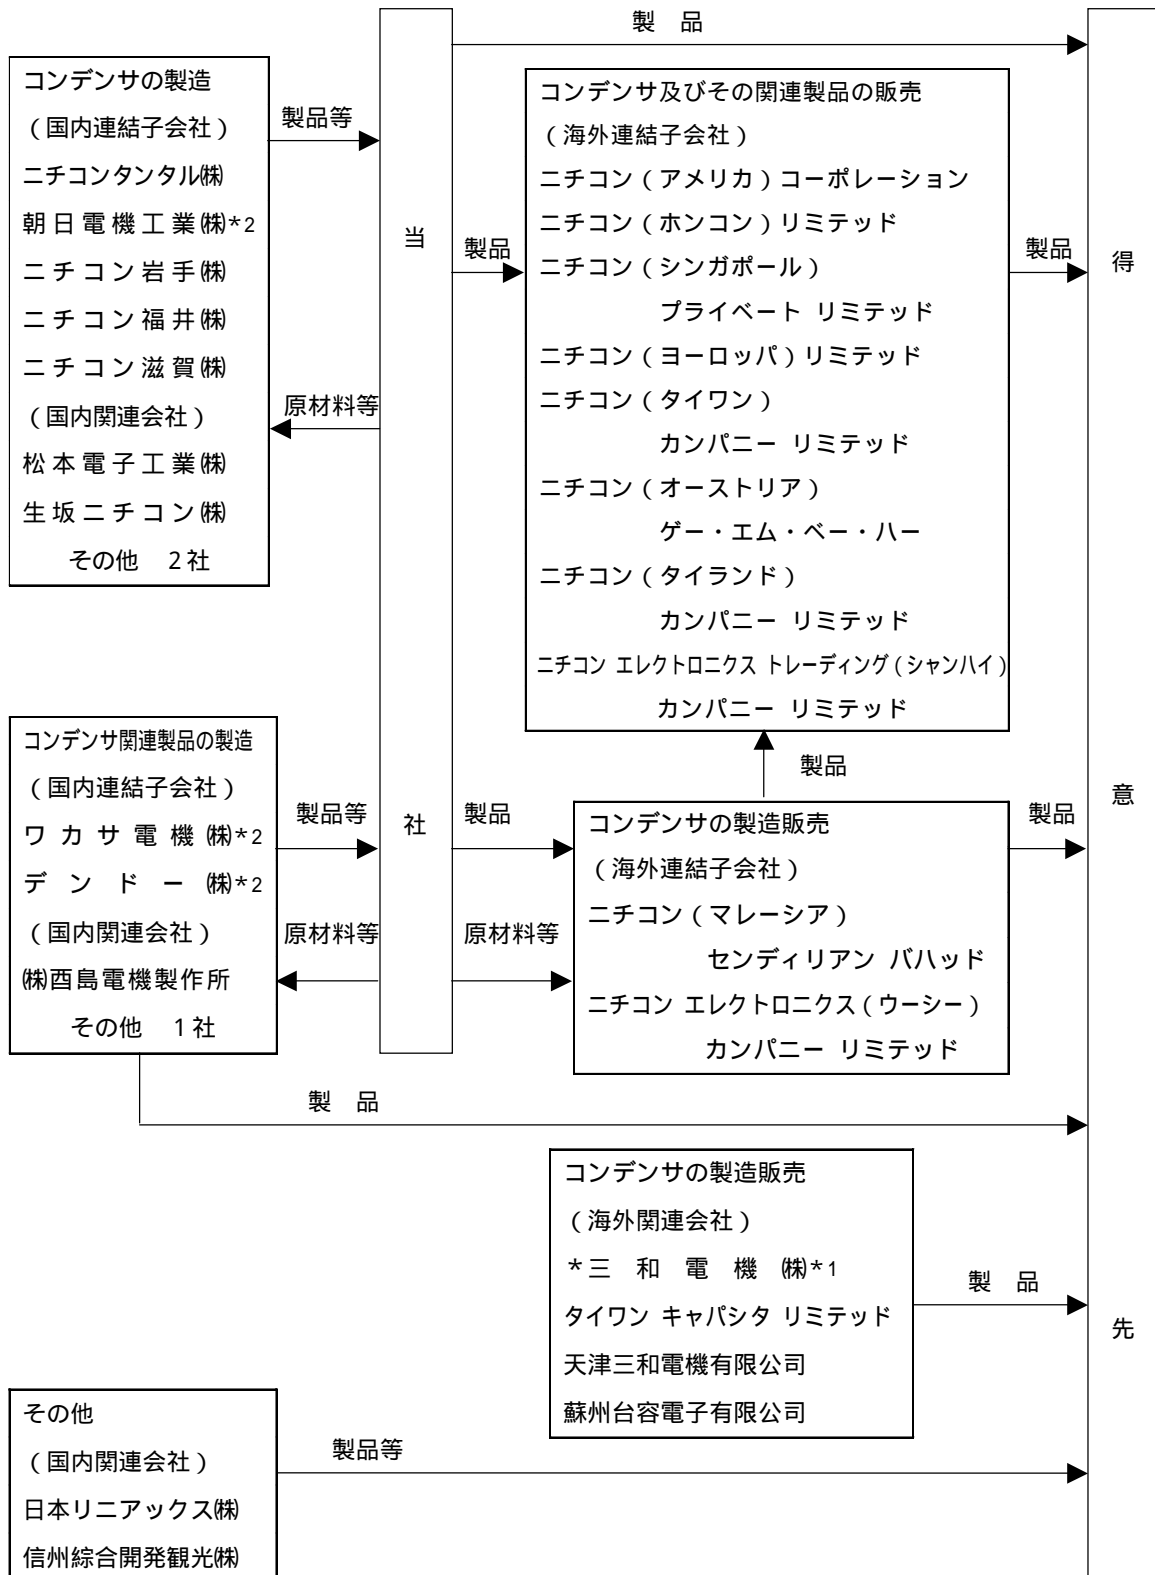 製　品
コンデンサの製造
（国内連結子会社）
ニチコンタンタル㈱
朝日電機工業㈱*2
ニチコン岩手㈱
ニチコン福井㈱
ニチコン滋賀㈱
（国内関連会社）
松本電子工業㈱
生坂ニチコン㈱
その他　2社
製品等
原材料等
当
社
製品
コンデンサ及びその関連製品の販売
（海外連結子会社）
ニチコン（アメリカ）コーポレーション
ニチコン（ホンコン）リミテッド
ニチコン（シンガポール）
プライベート リミテッド
ニチコン（ヨーロッパ）リミテッド
ニチコン（タイワン）
カンパニー リミテッド
ニチコン（オーストリア）
ゲー・エム・ベー・ハー
ニチコン（タイランド）
カンパニー リミテッド
ニチコン エレクトロニクス トレーディング（シャンハイ）
カンパニー リミテッド
製品
得
意
先
製品
コンデンサ関連製品の製造
（国内連結子会社）
ワカサ電機㈱*2
デンドー㈱*2
（国内関連会社）
㈱酉島電機製作所
その他　1社
製品等
原材料等
製品
原材料等
コンデンサの製造販売
（海外連結子会社）
ニチコン（マレーシア）
センディリアン バハッド
ニチコン エレクトロニクス（ウーシー）
カンパニー リミテッド
製品
製　品
コンデンサの製造販売
（海外関連会社）
*三和電機㈱*1
タイワン キャパシタ リミテッド
天津三和電機有限公司
蘇州台容電子有限公司
製　品
その他
（国内関連会社）
日本リニアックス㈱
信州綜合開発観光㈱
製品等